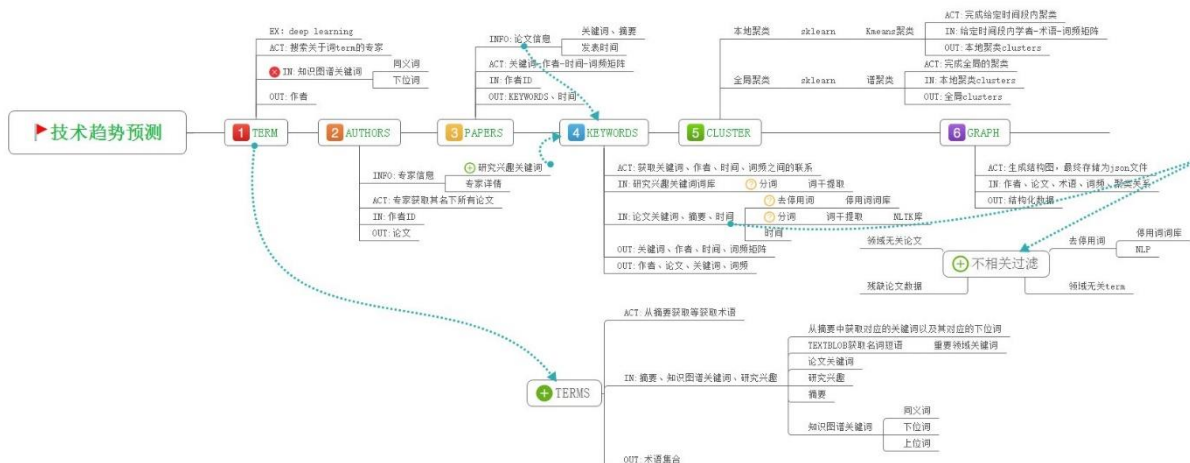 技术趋势预测
1 TERM
EX: deep learning
ACT:搜索关于词term的专家
IN:知识图谱关键词
同义词
下位词
OUT:作者
2 AUTHORS
INFO:专家信息
研究兴趣关键词
专家详情
ACT:专家获取其名下所有论文
IN:作者ID
OUT:论文
3 PAPERS
INFO:论文信息
关键词、摘要
发表时间
ACT:关键词-作者-时间-词频矩阵
IN:作者ID
OUT:KEYWORDS、时间
4 KEYWORDS
ACT:获取关键词、作者、时间、词频之间的联系
IN:研究兴趣关键词词库
分词
词干提取
IN:论文关键词、摘要、时间
去停用词
停用词词库
分词
词干提取
NLTK库
时间
OUT:关键词、作者、时间、词频矩阵
OUT:作者、论文、关键词、词频
5 CLUSTER
本地聚类
sklearn
Kmeans聚类
ACT:完成给定时间段内聚类
IN:给定时间段内学者-术语-词频矩阵
OUT:本地聚类clusters
全局聚类
sklearn
谱聚类
ACT:完成全局的聚类
IN:本地聚类clusters
OUT:全局clusters
6 GRAPH
ACT:生成结构图，最终存储为json文件
IN:作者、论文、术语、词频、聚类关系
OUT:结构化数据
不相关过滤
领域无关论文
残缺论文数据
去停用词
停用词词库
NLP
领域无关term
TERMS
ACT:从摘要获取等获取术语
IN:摘要、知识图谱关键词、研究兴趣
从摘要中获取对应的关键词以及其对应的下位词
TEXTBLOB获取名词短语
重要领域关键词
论文关键词
研究兴趣
摘要
知识图谱关键词
同义词
下位词
上位词
OUT:术语集合